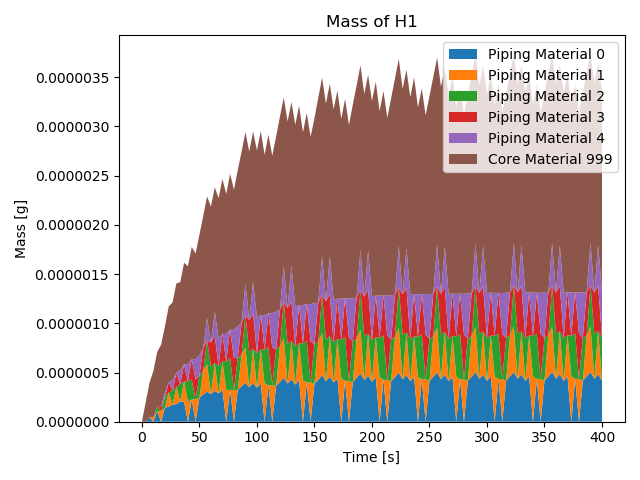 Mass of H1
Piping Material 0
Piping Material 1
Piping Material 2
Piping Material 3
Piping Material 4
Core Material 999
Mass [g]
0.0000035
0.0000030
0.0000025
0.0000020
0.0000015
0.0000010
0.0000005
0.0000000
0 50 100 150 200 250 300 350 400
Time [s]